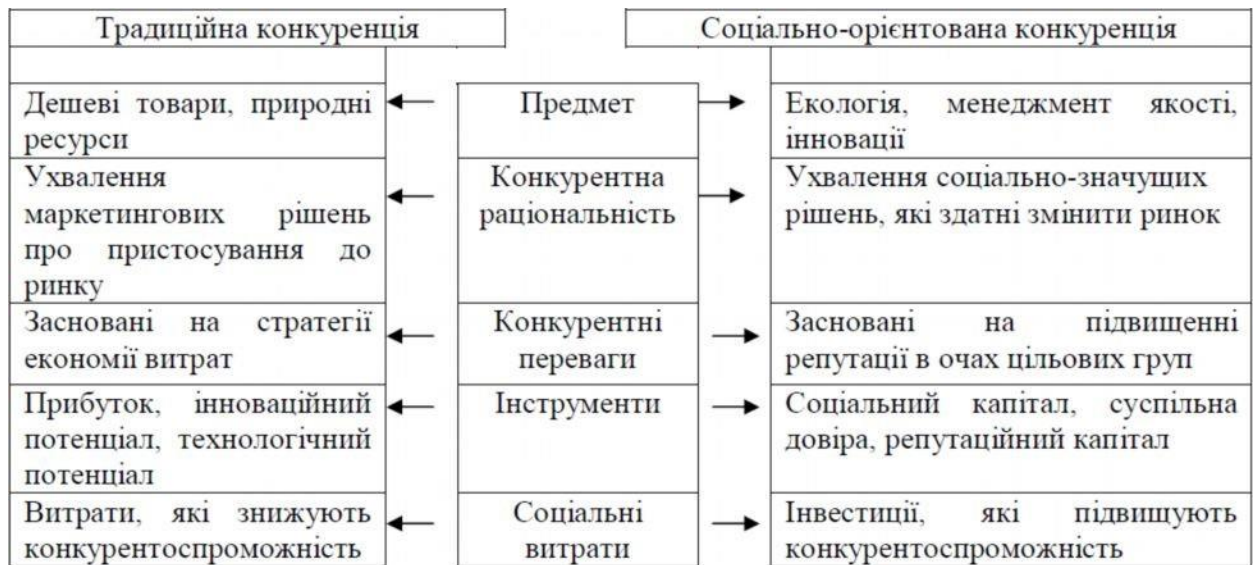 Традиційна конкуренція
Соціально-орієнтована конкуренція
Дешеві товари, природні
ресурси
Предмет
Екологія, менеджмент якості,
інновації
Ухвалення
маркетингових рішень
про пристосування до
ринку
Конкурентна
раціональність
Ухвалення соціально-значущих
рішень, які здатні змінити ринок
Засновані на стратегії
економії витрат
Конкурентні
переваги
Засновані на підвищенні
репутації в очах цільових груп
Прибуток, інноваційний
потенціал, технологічний
потенціал
Інструменти
Соціальний капітал, суспільна
довіра, репутаційний капітал
Витрати, які знижують
конкурентоспроможність
Соціальні
витрати
Інвестиції, які підвищують
конкурентоспроможність